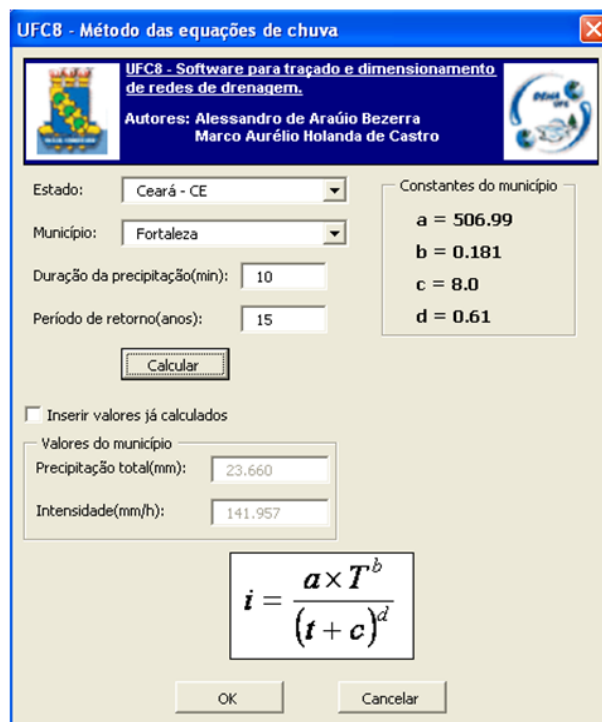 UFC8 - Método das equações de chuva
UFC8 - Software para traçado e dimensionamento
de redes de drenagem.
Autores: Alessandro de Araúio Bezerra
Marco Aurélio Holanda de Castro
Estado:
Ceará - CE
Município:
Fortaleza
Duração da precipitação(min):
10
Período de retorno(anos):
15
Calcular
Constantes do município
a = 506.99
b = 0.181
c = 8.0
d = 0.61
Inserir valores já calculados
Valores do município
Precipitação total(mm):
23.660
Intensidade(mm/h):
141.957
i = a × T^b / (t + c)^d
OK
Cancelar